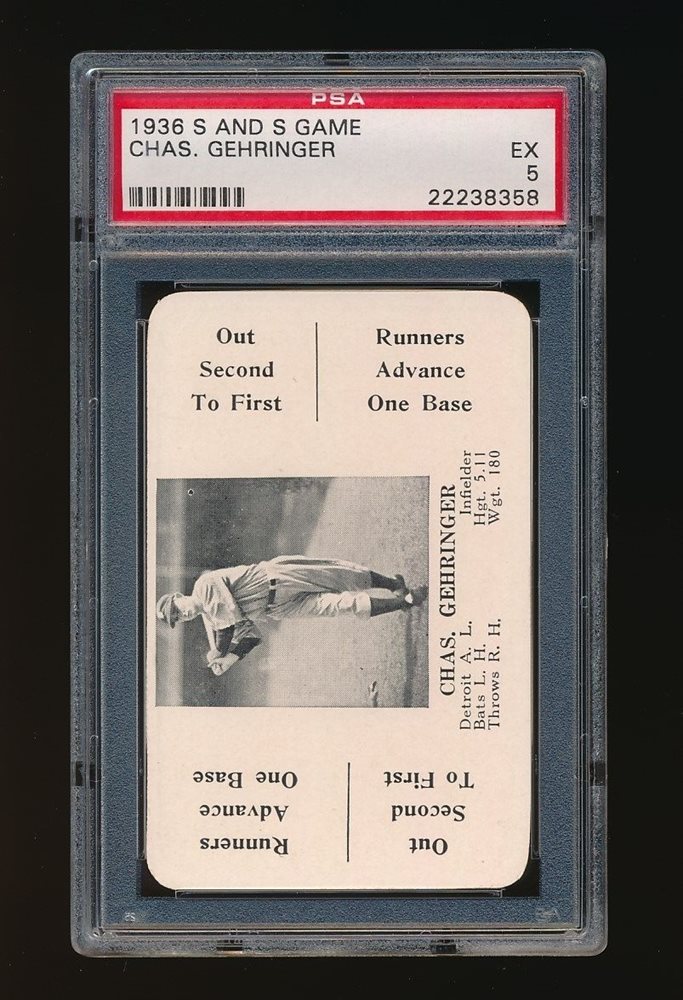 PSA
1936 S AND S GAME
CHAS. GEHRINGER
EX
5
22238358
Out
Second
To First
Runners
Advance
One Base
CHAS. GEHRINGER
Detroit A. L. Infielder
Bats L. H. Hgt. 5.11
Throws R. H. Wgt. 180
Out
Second
To First
Runners
Advance
One Base